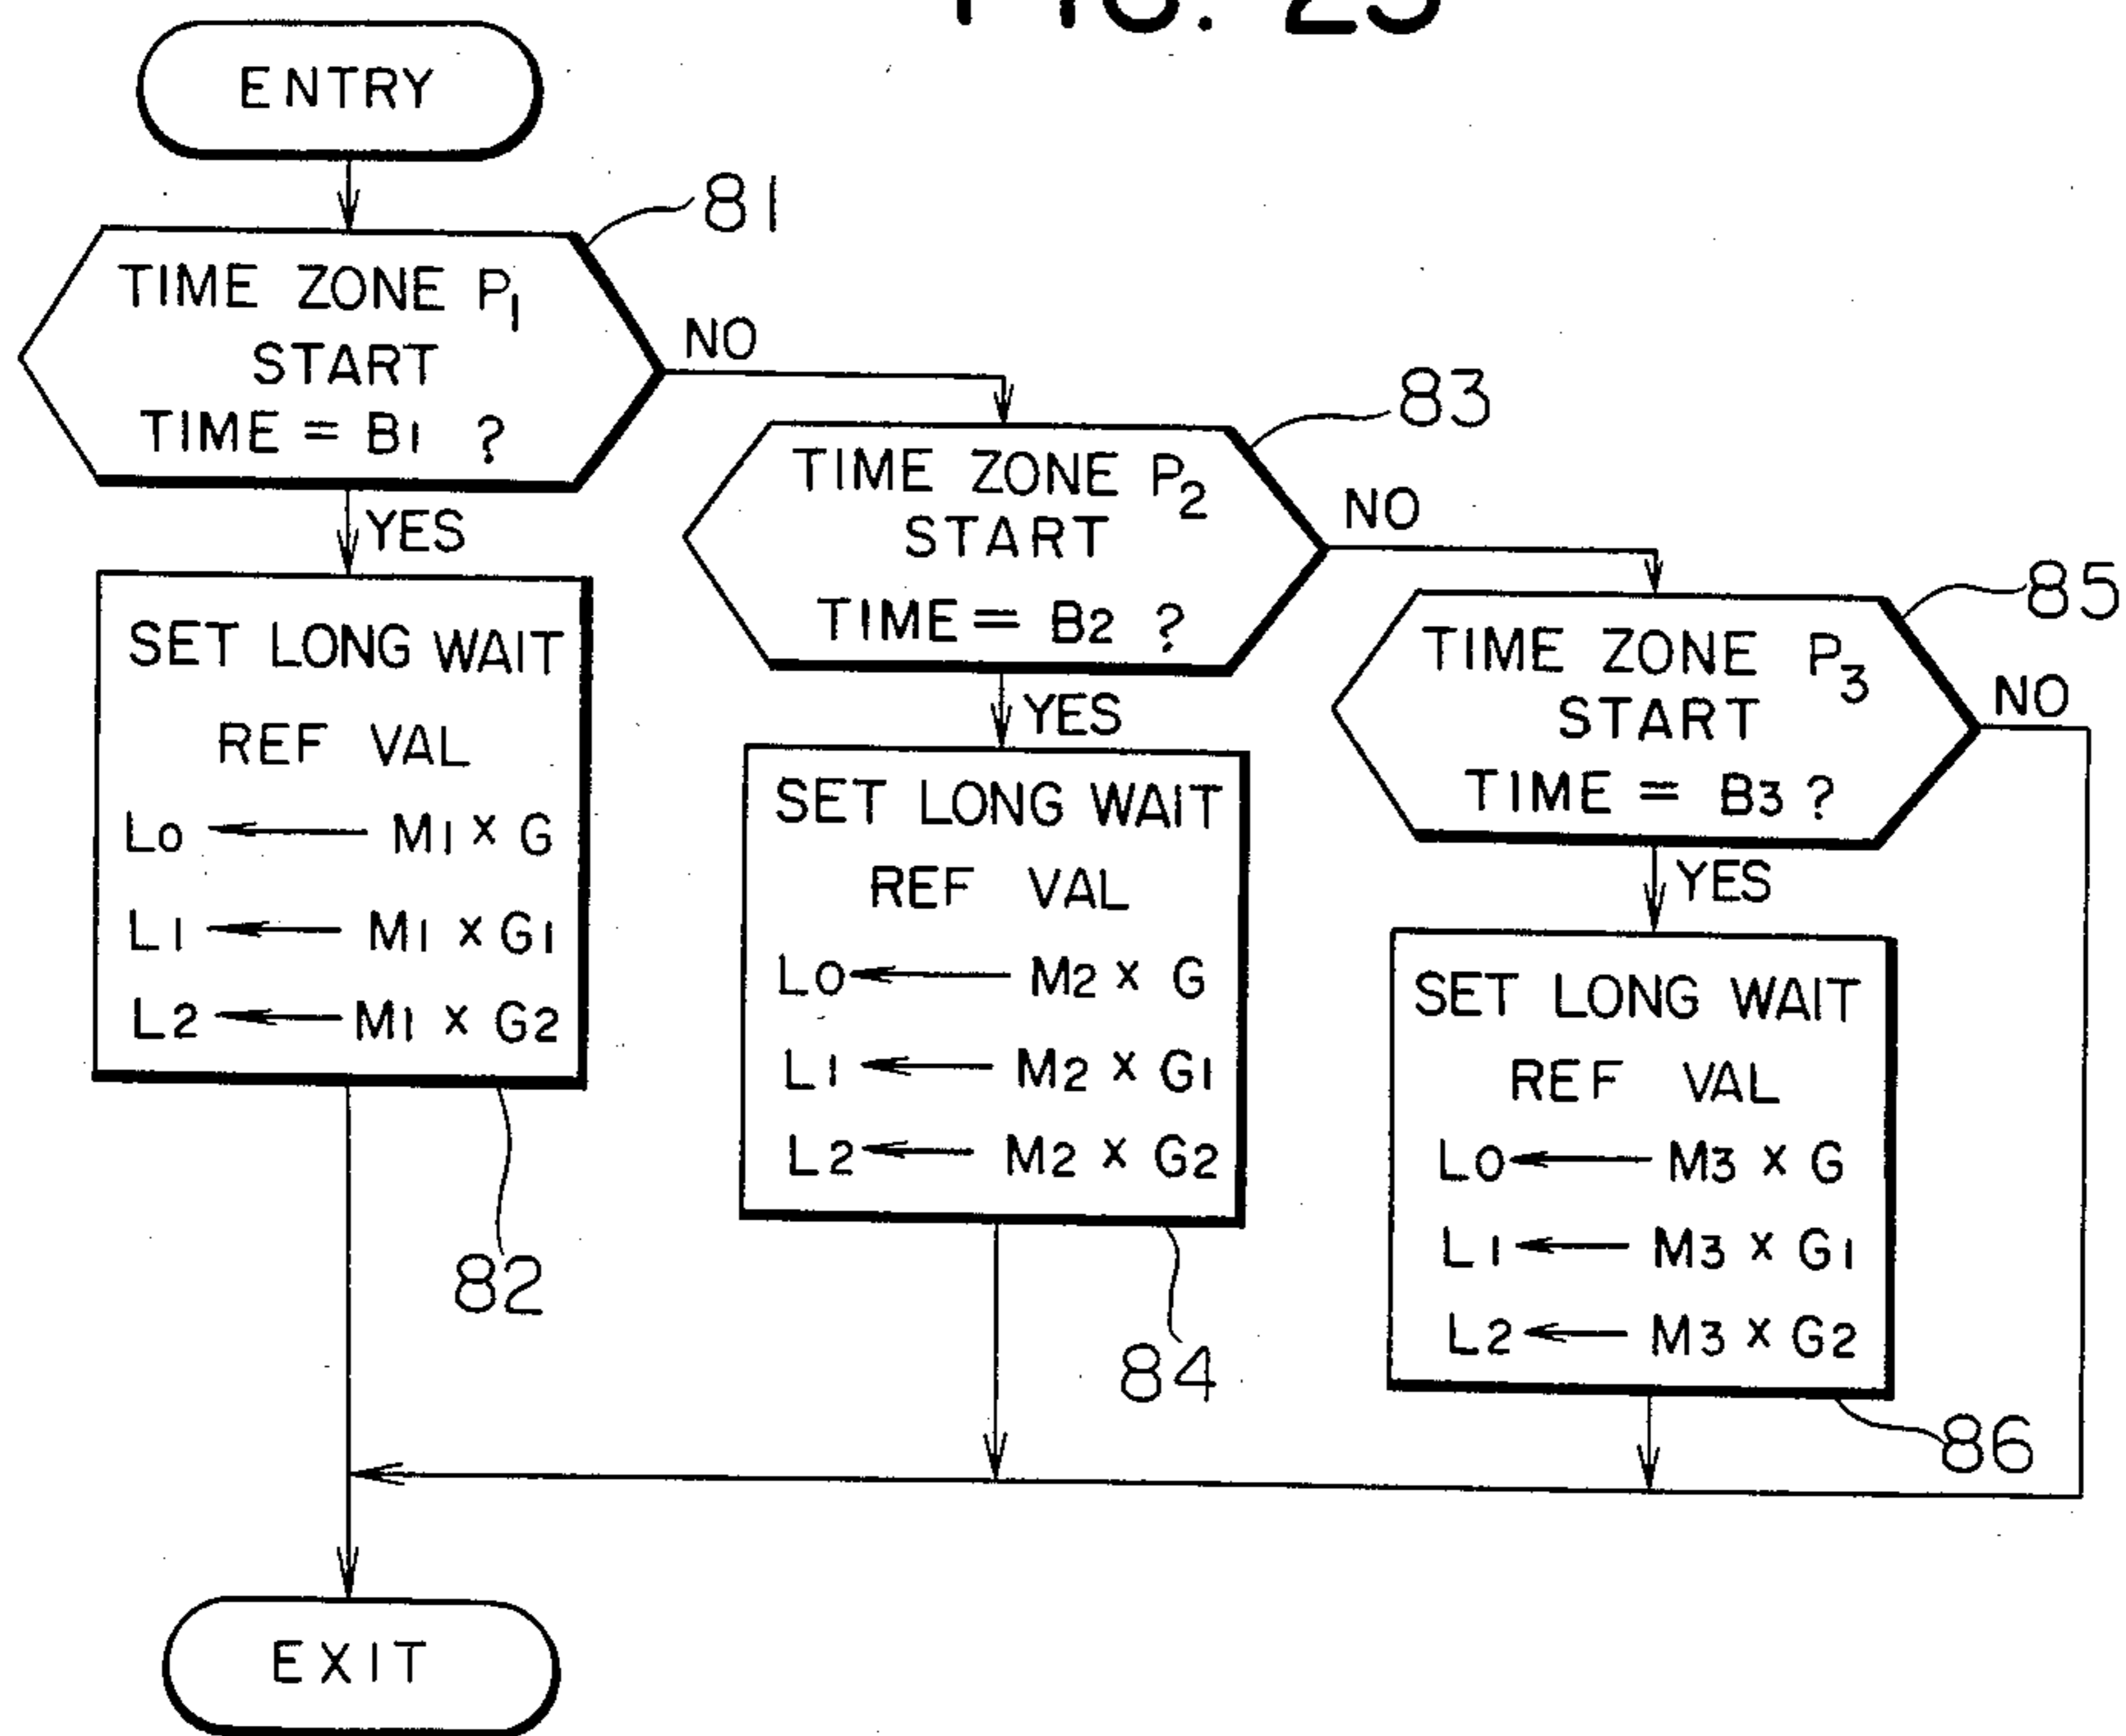 FIG. 23
ENTRY
81
TIME ZONE P1
START
TIME = B1 ?
NO
YES
83
TIME ZONE P2
START
TIME = B2 ?
NO
YES
85
TIME ZONE P3
START
TIME = B3 ?
NO
YES
SET LONG WAIT
REF VAL
L0 ← M1 × G
L1 ← M1 × G1
L2 ← M1 × G2
82
SET LONG WAIT
REF VAL
L0 ← M2 × G
L1 ← M2 × G1
L2 ← M2 × G2
84
SET LONG WAIT
REF VAL
L0 ← M3 × G
L1 ← M3 × G1
L2 ← M3 × G2
86
EXIT